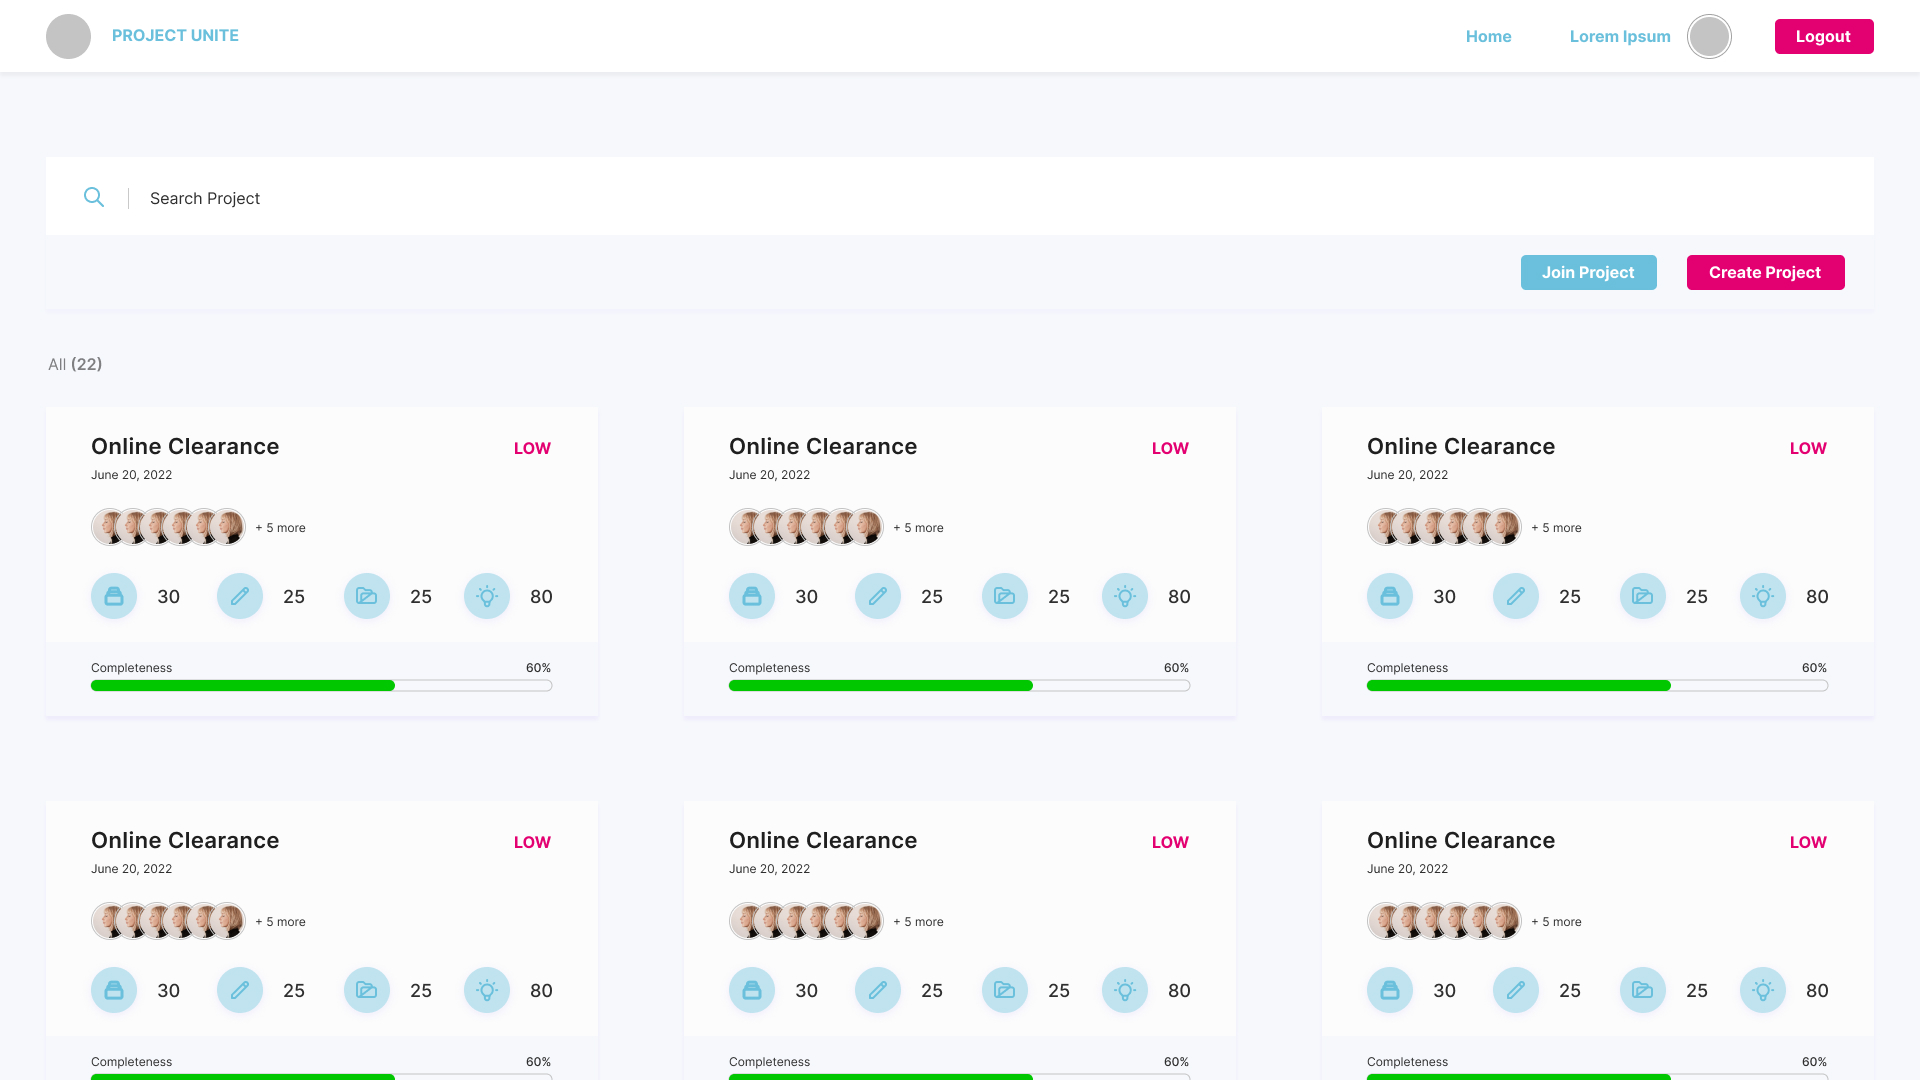 PROJECT UNITE
Home
Lorem Ipsum
Logout
Search Project
Join Project
Create Project
All (22)
Online Clearance
LOW
June 20, 2022
+ 5 more
30
25
25
80
Completeness
60%
Online Clearance
LOW
June 20, 2022
+ 5 more
30
25
25
80
Completeness
60%
Online Clearance
LOW
June 20, 2022
+ 5 more
30
25
25
80
Completeness
60%
Online Clearance
LOW
June 20, 2022
+ 5 more
30
25
25
80
Completeness
60%
Online Clearance
LOW
June 20, 2022
+ 5 more
30
25
25
80
Completeness
60%
Online Clearance
LOW
June 20, 2022
+ 5 more
30
25
25
80
Completeness
60%